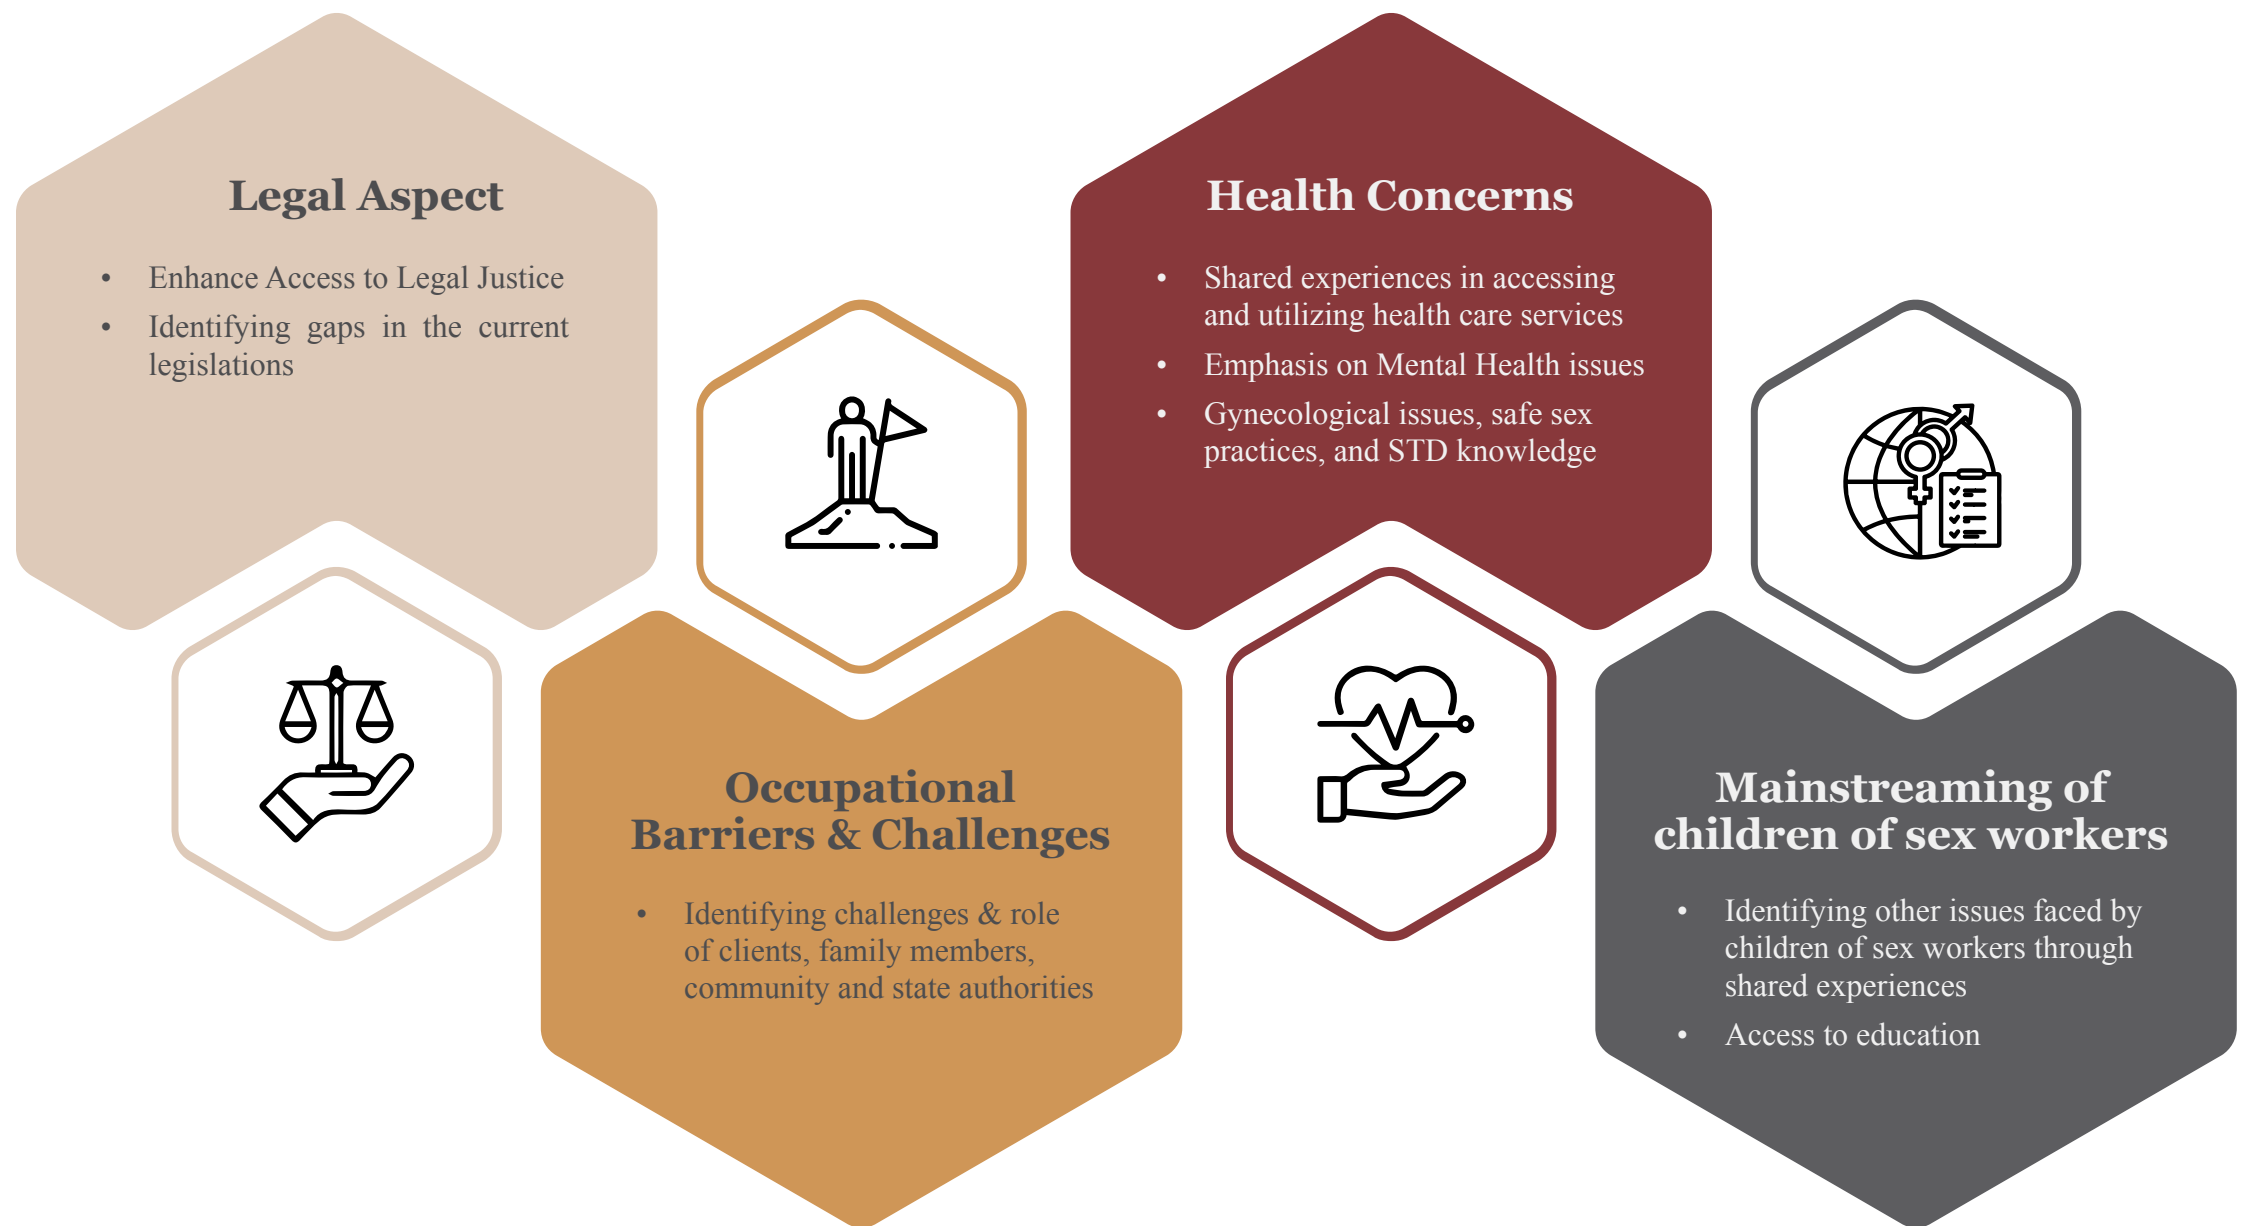 Legal Aspect
• Enhance Access to Legal Justice
• Identifying gaps in the current
legislations
Occupational
Barriers & Challenges
• Identifying challenges & role
of clients, family members,
community and state authorities
Health Concerns
• Shared experiences in accessing
and utilizing health care services
• Emphasis on Mental Health issues
• Gynecological issues, safe sex
practices, and STD knowledge
Mainstreaming of
children of sex workers
• Identifying other issues faced by
children of sex workers through
shared experiences
• Access to education